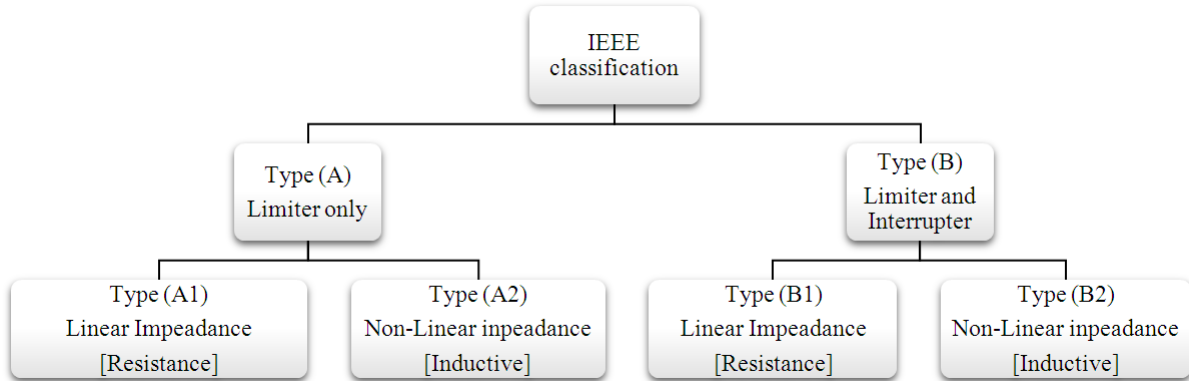 IEEE
classification
Type (A)
Limiter only
Type (B)
Limiter and
Interrupter
Type (A1)
Linear Impeadance
[Resistance]
Type (A2)
Non-Linear inpeadance
[Inductive]
Type (B1)
Linear Impeadance
[Resistance]
Type (B2)
Non-Linear inpeadance
[Inductive]